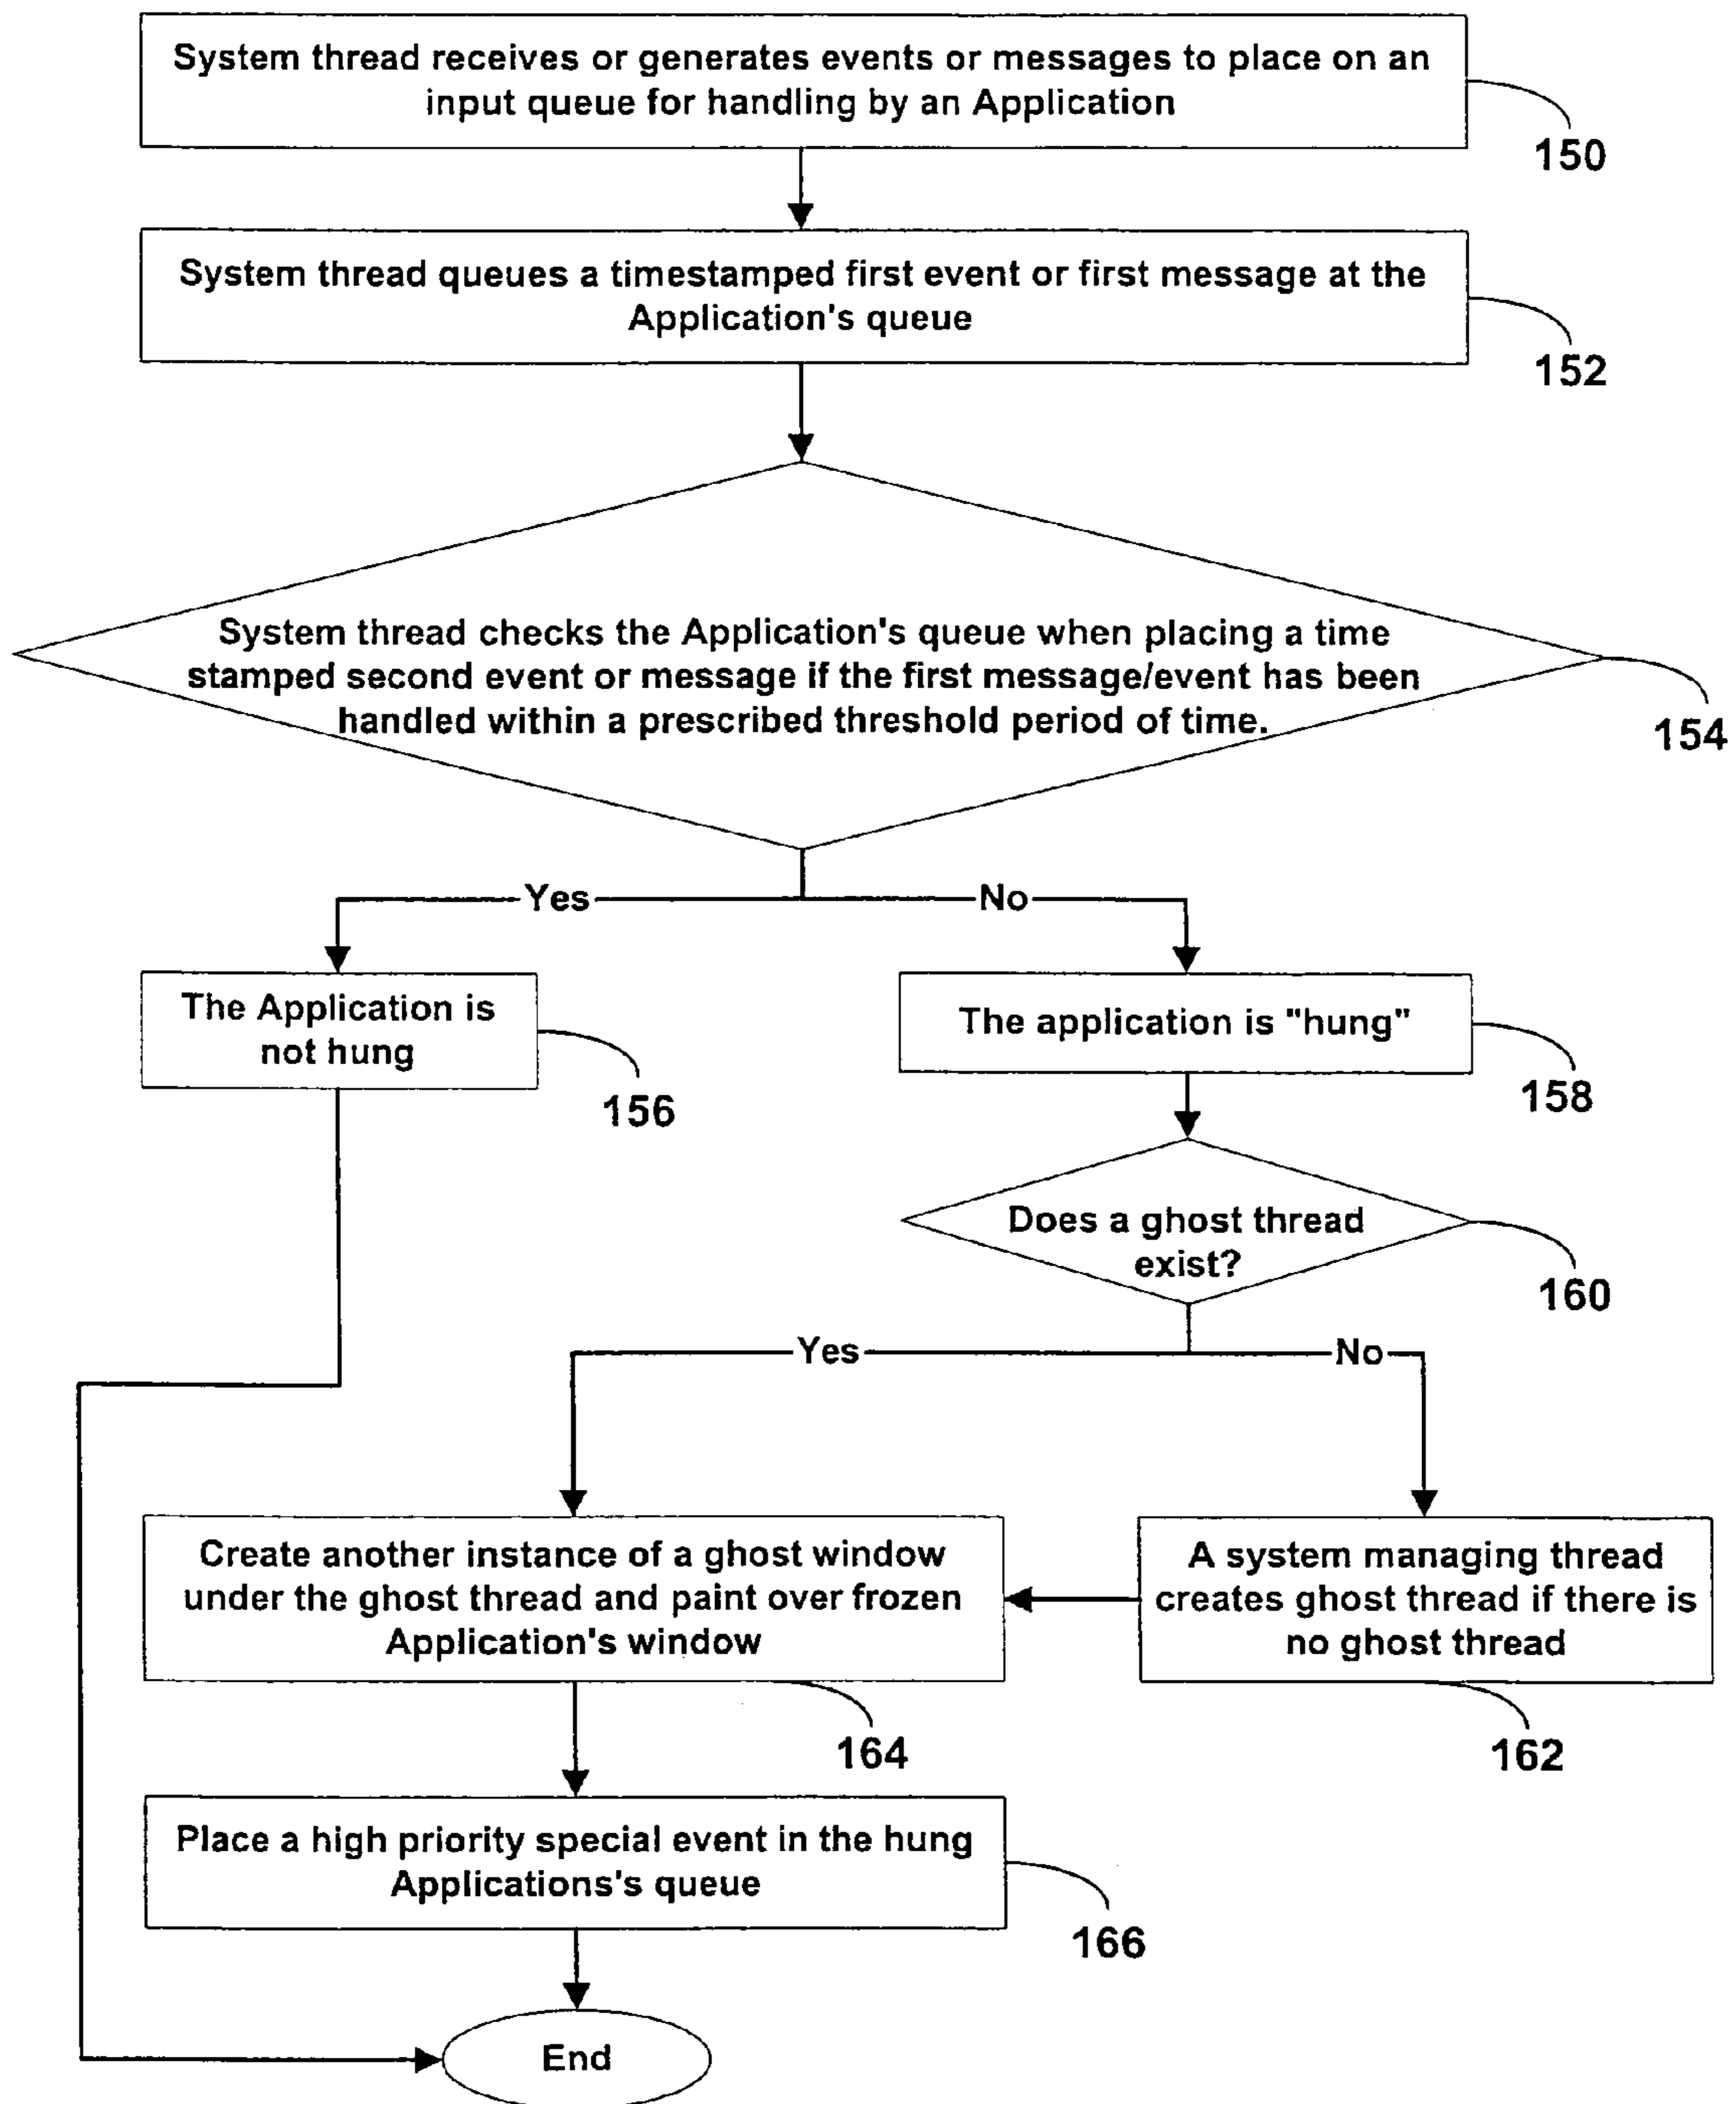 System thread receives or generates events or messages to place on an
input queue for handling by an Application
150
System thread queues a timestamped first event or first message at the
Application's queue
152
System thread checks the Application's queue when placing a time
stamped second event or message if the first message/event has been
handled within a prescribed threshold period of time.
154
Yes
No
The Application is
not hung
156
The application is "hung"
158
Does a ghost thread
exist?
160
Yes
No
Create another instance of a ghost window
under the ghost thread and paint over frozen
Application's window
164
A system managing thread
creates ghost thread if there is
no ghost thread
162
Place a high priority special event in the hung
Applications's queue
166
End